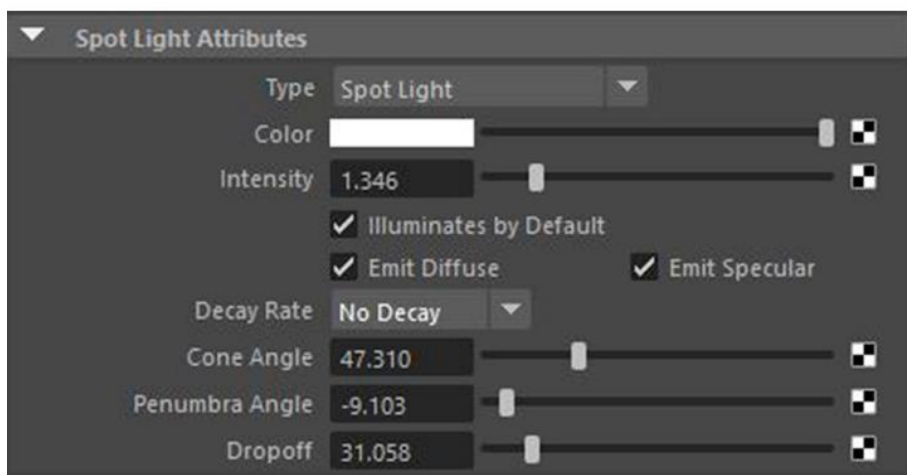 Spot Light Attributes
Type Spot Light
Color
Intensity 1.346
Illuminates by Default
Emit Diffuse Emit Specular
Decay Rate No Decay
Cone Angle 47.310
Penumbra Angle -9.103
Dropoff 31.058